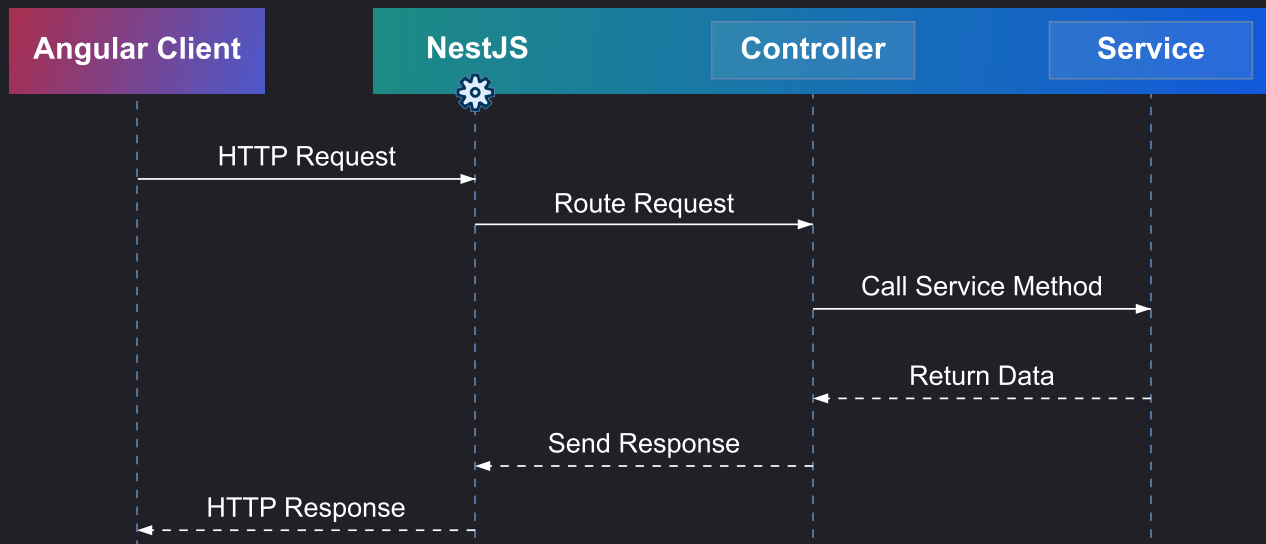 Angular Client
NestJS
Controller
Service
HTTP Request
Route Request
Call Service Method
Return Data
Send Response
HTTP Response